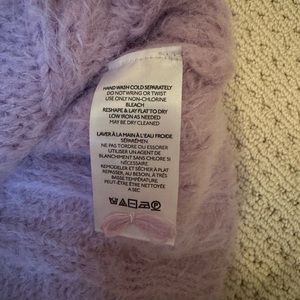 HAND WASH COLD SEPARATELY
DO NOT WRING OR TWIST
USE ONLY NON-CHLORINE
BLEACH
RESHAPE & LAY FLAT TO DRY
LOW IRON AS NEEDED
MAY BE DRY CLEANED
LAVER À LA MAIN À L'EAU FROIDE
SÉPARÉMEN
NE PAS TORDRE OU ESSORER
UTILISER UN AGENT DE
BLANCHIMENT SANS CHLORE SI
NÉCESSAIRE
REMODELER ET SÉCHER À PLAT
REPASSER, AU BESOIN, À TRÈS
BASSE TEMPÉRATURE
PEUT-ÊTRE ÊTRE NETTOYÉE
A SEC